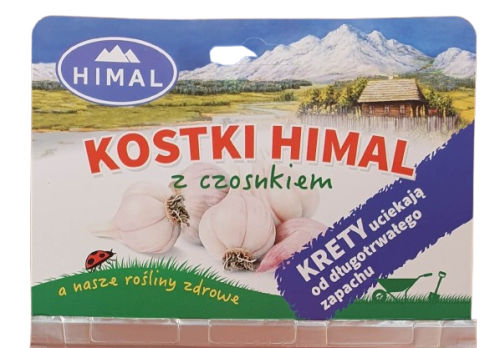 HIMAL
KOSTKI HIMAL
z czosnkiem
KRETY uciekają
od długotrwałego
zapachu
a nasze rośliny zdrowe